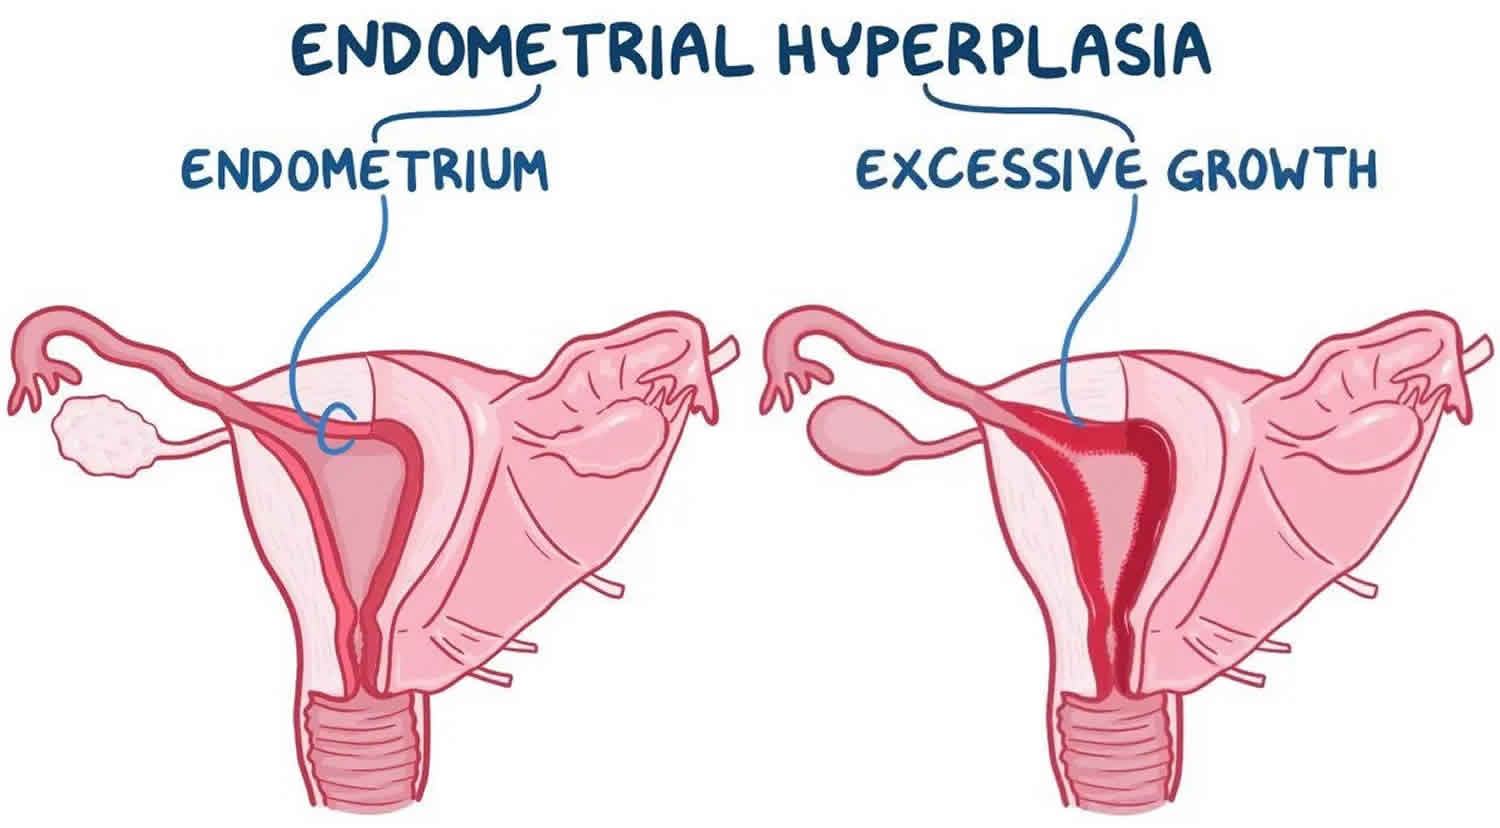 ENDOMETRIAL HYPERPLASIA
ENDOMETRIUM
EXCESSIVE GROWTH